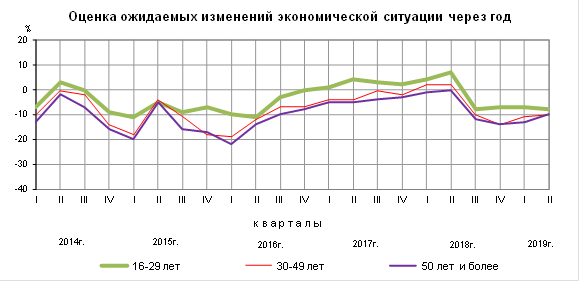 Оценка ожидаемых изменений экономической ситуации через год
%
20
10
0
-10
-20
-30
-40
I II III IV I II III IV I II III IV I II III IV I II III IV I II
кварталы
2014г. 2015г. 2016г. 2017г. 2018г. 2019г.
16-29 лет 30-49 лет 50 лет и более